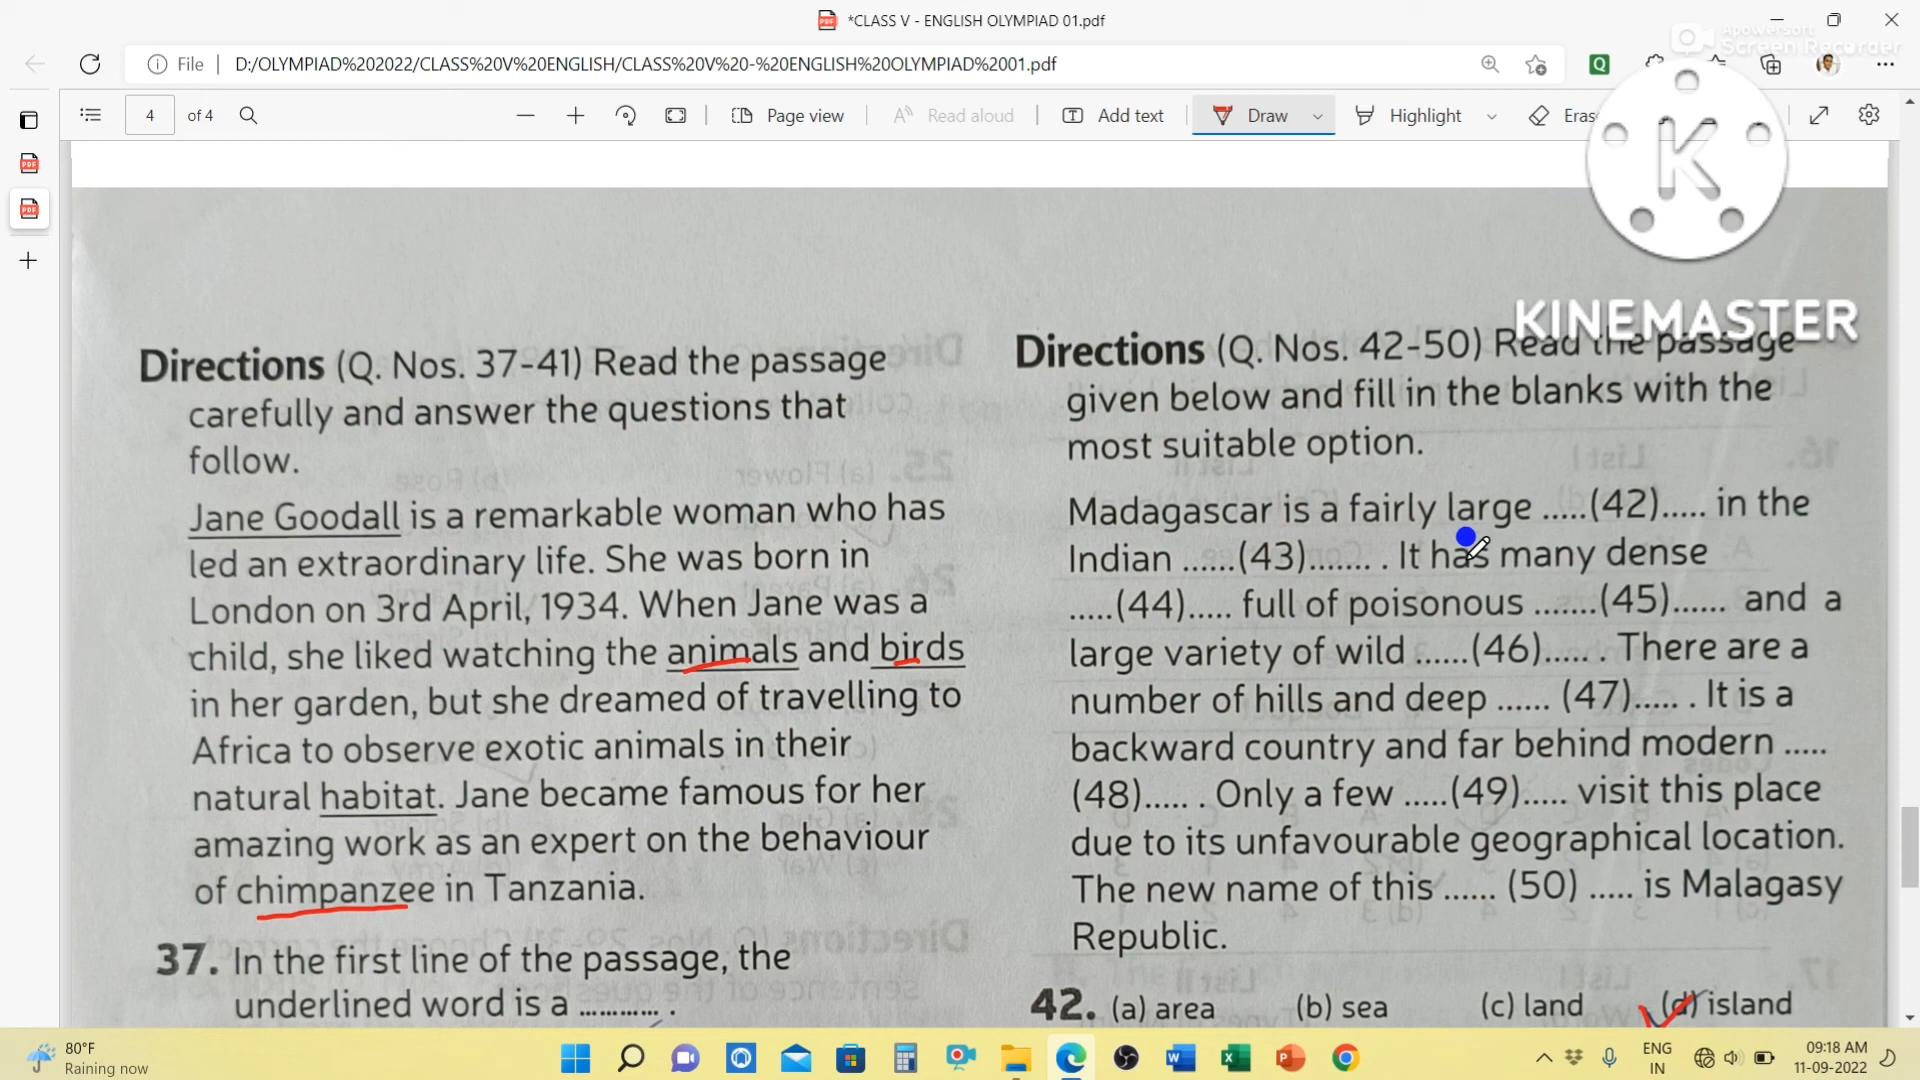 *CLASS V - ENGLISH OLYMPIAD 01.pdf
Apowersoft
Screen Recorder
File
D:/OLYMPIAD%202022/CLASS%20V%20ENGLISH/CLASS%20V%20-%20ENGLISH%20OLYMPIAD%2001.pdf
4 of 4
Page view
Read aloud
Add text
Draw
Highlight
Eras
K
KINEMASTER
Directions (Q. Nos. 37-41) Read the passage
carefully and answer the questions that
follow.
Jane Goodall is a remarkable woman who has
led an extraordinary life. She was born in
London on 3rd April, 1934. When Jane was a
child, she liked watching the animals and birds
in her garden, but she dreamed of travelling to
Africa to observe exotic animals in their
natural habitat. Jane became famous for her
amazing work as an expert on the behaviour
of chimpanzee in Tanzania.
37. In the first line of the passage, the
underlined word is a ............ .
Directions (Q. Nos. 42-50) Read the passage
given below and fill in the blanks with the
most suitable option.
Madagascar is a fairly large .....(42)..... in the
Indian ......(43)....... . It has many dense
.....(44)..... full of poisonous .......(45)...... and a
large variety of wild ......(46)..... . There are a
number of hills and deep ...... (47)..... . It is a
backward country and far behind modern .....
(48)..... . Only a few .....(49)..... visit this place
due to its unfavourable geographical location.
The new name of this ...... (50) ..... is Malagasy
Republic.
42. (a) area (b) sea (c) land (d) island
80°F
Raining now
ENG
IN
09:18 AM
11-09-2022